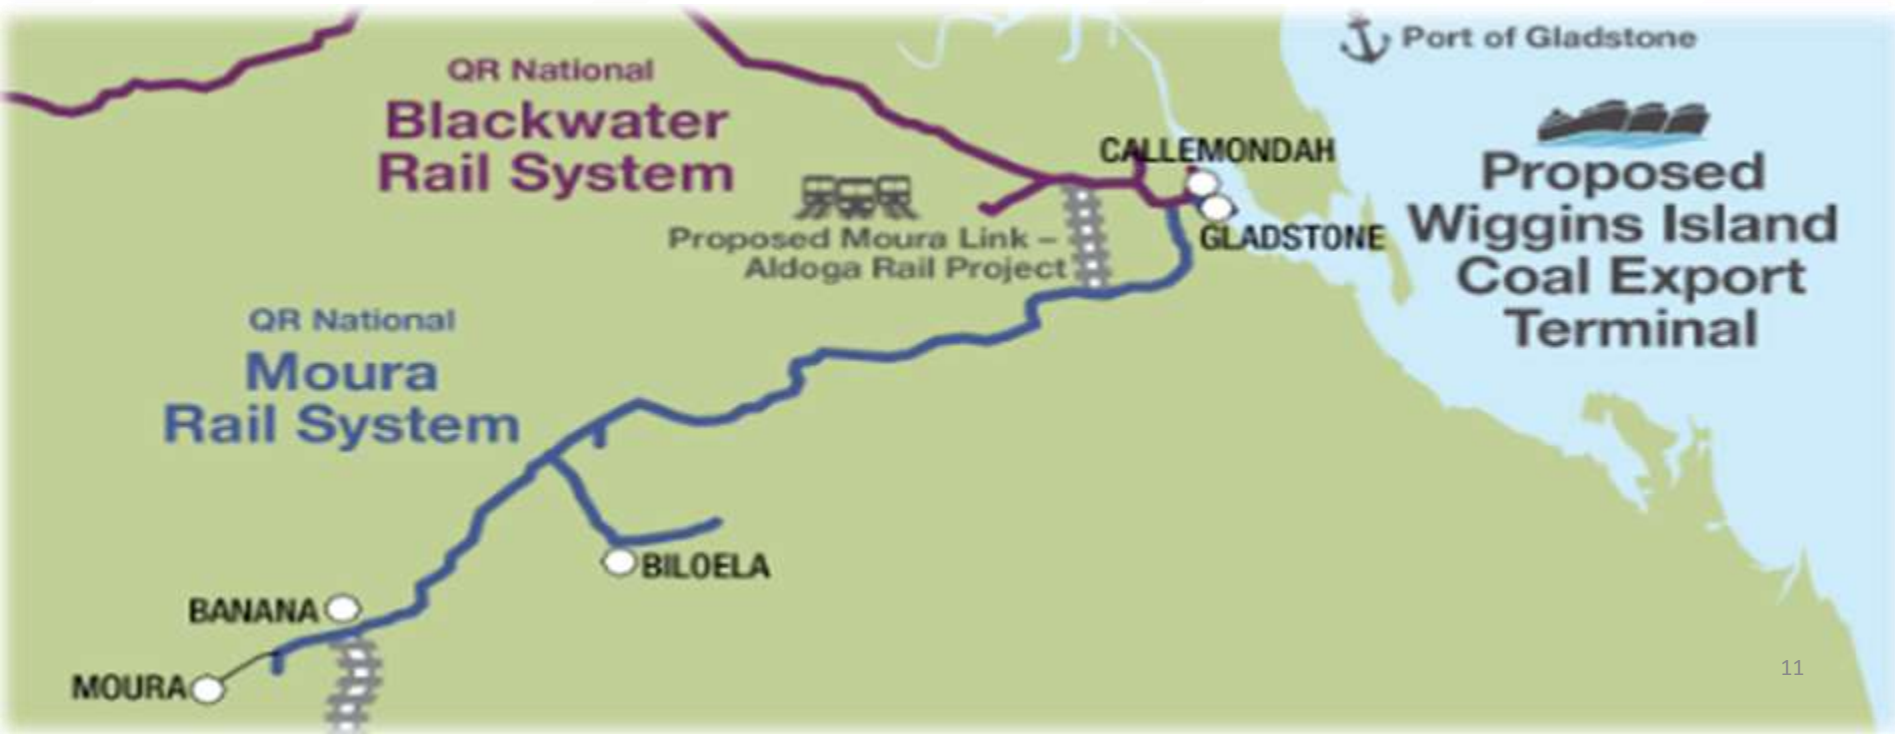 Port of Gladstone
QR National
Blackwater
Rail System
CALLEMONDAH
GLADSTONE
Proposed
Wiggins Island
Coal Export
Terminal
Proposed Moura Link –
Aldoga Rail Project
QR National
Moura
Rail System
BILOELA
BANANA
MOURA
11